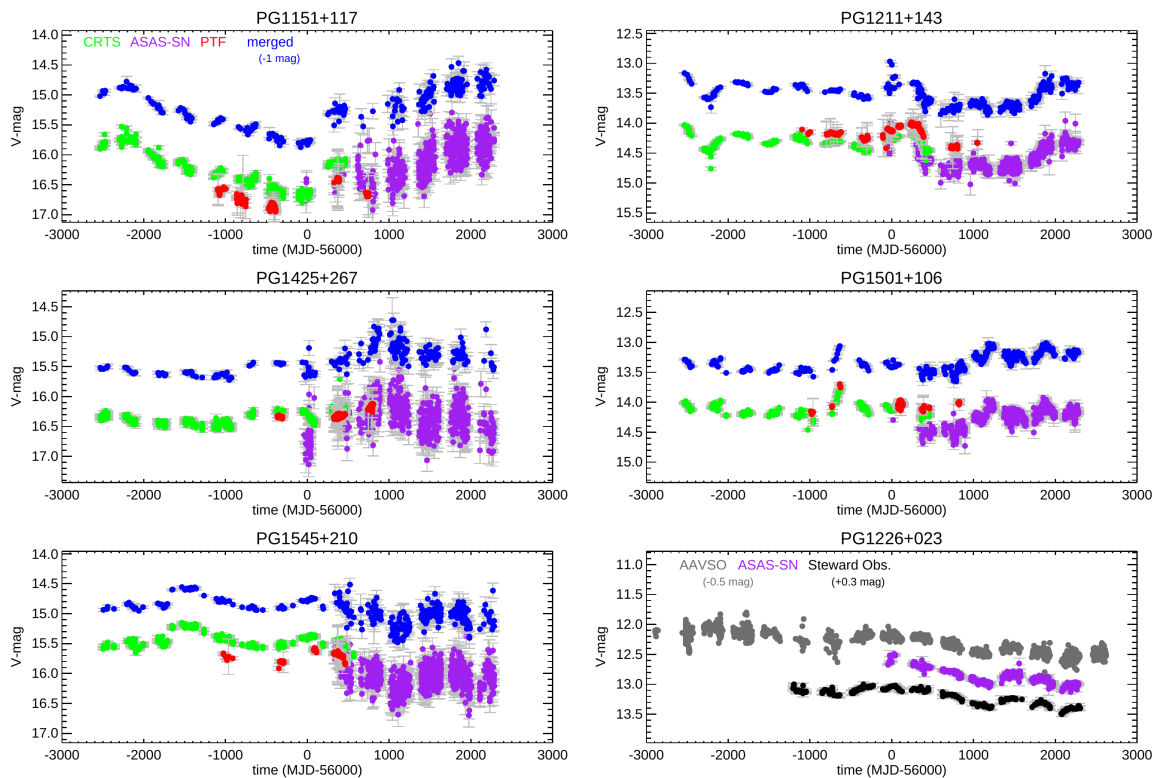 PG1151+117
CRTS ASAS-SN PTF merged
(-1 mag)
V-mag
14.0
14.5
15.0
15.5
16.0
16.5
17.0
-3000 -2000 -1000 0 1000 2000 3000
time (MJD-56000)
PG1211+143
V-mag
12.5
13.0
13.5
14.0
14.5
15.0
15.5
-3000 -2000 -1000 0 1000 2000 3000
time (MJD-56000)
PG1425+267
V-mag
14.5
15.0
15.5
16.0
16.5
17.0
-3000 -2000 -1000 0 1000 2000 3000
time (MJD-56000)
PG1501+106
V-mag
12.5
13.0
13.5
14.0
14.5
15.0
-3000 -2000 -1000 0 1000 2000 3000
time (MJD-56000)
PG1545+210
V-mag
14.0
14.5
15.0
15.5
16.0
16.5
17.0
-3000 -2000 -1000 0 1000 2000 3000
time (MJD-56000)
PG1226+023
AAVSO ASAS-SN Steward Obs.
(-0.5 mag) (+0.3 mag)
V-mag
11.0
11.5
12.0
12.5
13.0
13.5
-3000 -2000 -1000 0 1000 2000 3000
time (MJD-56000)